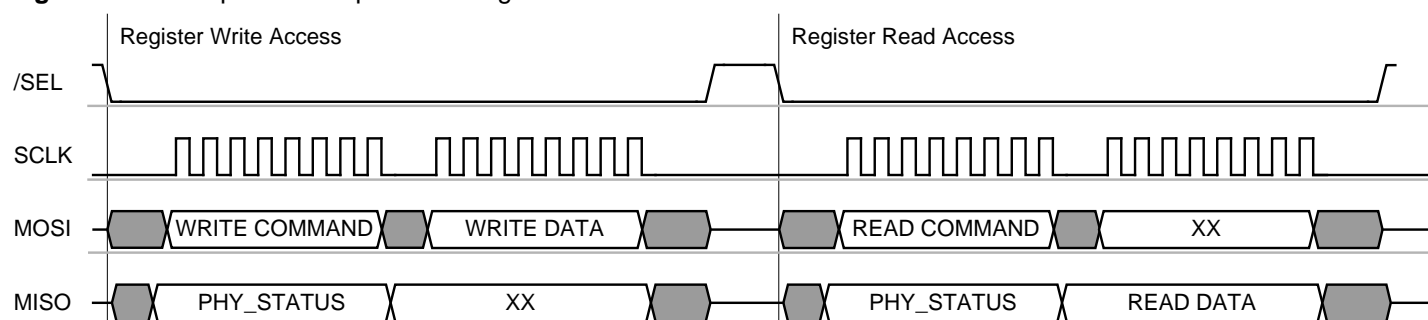 Register Write Access Register Read Access
/SEL
SCLK
MOSI WRITE COMMAND WRITE DATA READ COMMAND XX
MISO PHY_STATUS XX PHY_STATUS READ DATA